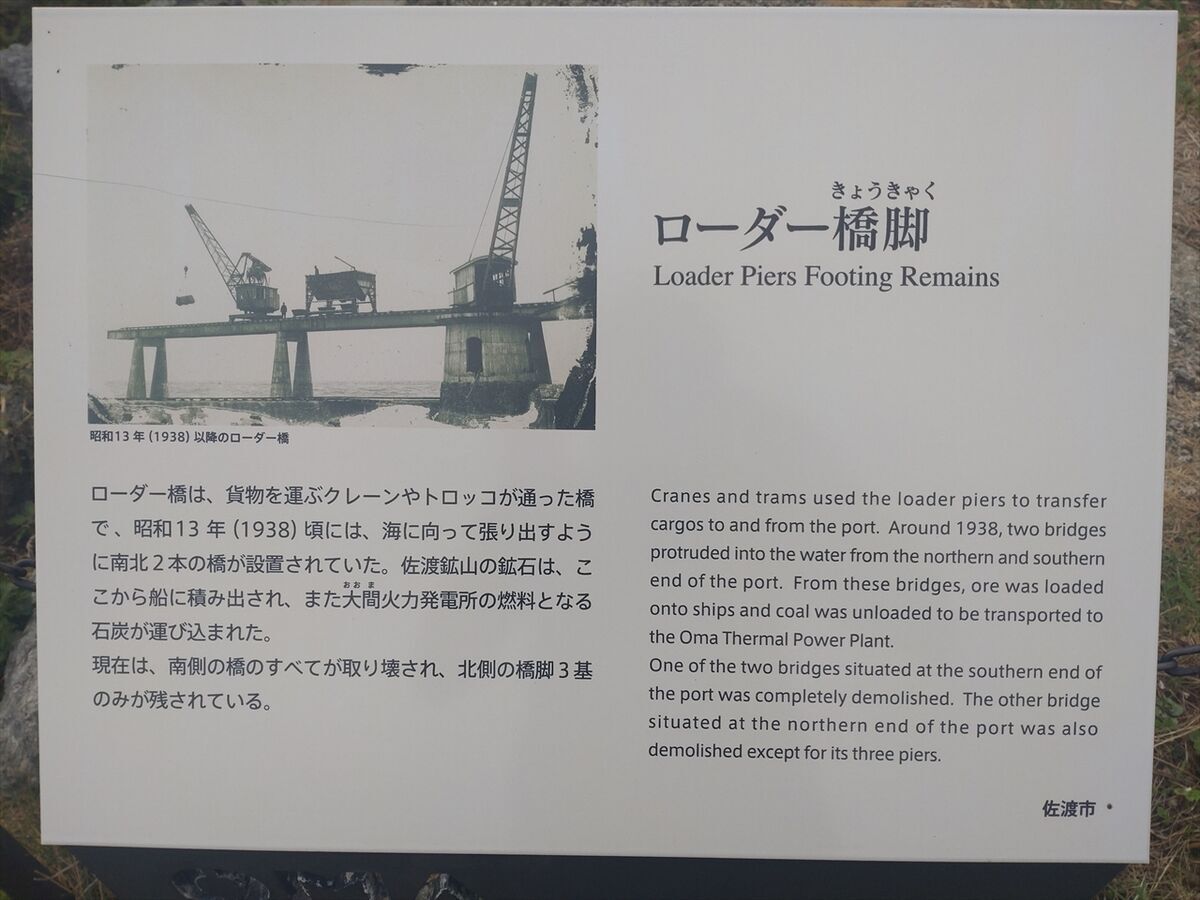 きょうきゃく
ローダー橋脚
Loader Piers Footing Remains
昭和13年(1938)以降のローダー橋
ローダー橋は、貨物を運ぶクレーンやトロッコが通った橋
で、昭和13年(1938)頃には、海に向って張り出すよう
に南北2本の橋が設置されていた。佐渡鉱山の鉱石は、こ
おおま
こから船に積み出され、また大間火力発電所の燃料となる
石炭が運び込まれた。
現在は、南側の橋のすべてが取り壊され、北側の橋脚3基
のみが残されている。
Cranes and trams used the loader piers to transfer
cargos to and from the port. Around 1938, two bridges
protruded into the water from the northern and southern
end of the port. From these bridges, ore was loaded
onto ships and coal was unloaded to be transported to
the Oma Thermal Power Plant.
One of the two bridges situated at the southern end of
the port was completely demolished. The other bridge
situated at the northern end of the port was also
demolished except for its three piers.
佐渡市